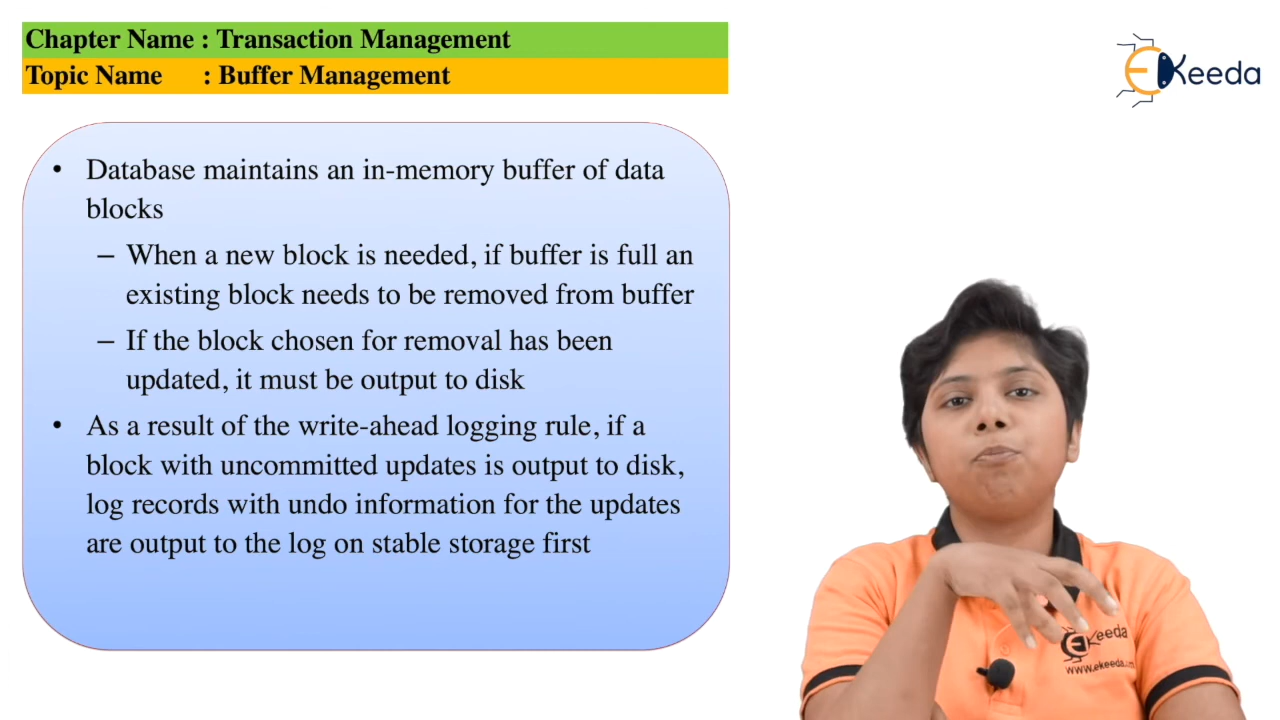 Chapter Name : Transaction Management
Topic Name : Buffer Management
EKeeda
• Database maintains an in-memory buffer of data
blocks
– When a new block is needed, if buffer is full an
existing block needs to be removed from buffer
– If the block chosen for removal has been
updated, it must be output to disk
• As a result of the write-ahead logging rule, if a
block with uncommitted updates is output to disk,
log records with undo information for the updates
are output to the log on stable storage first
EKeeda